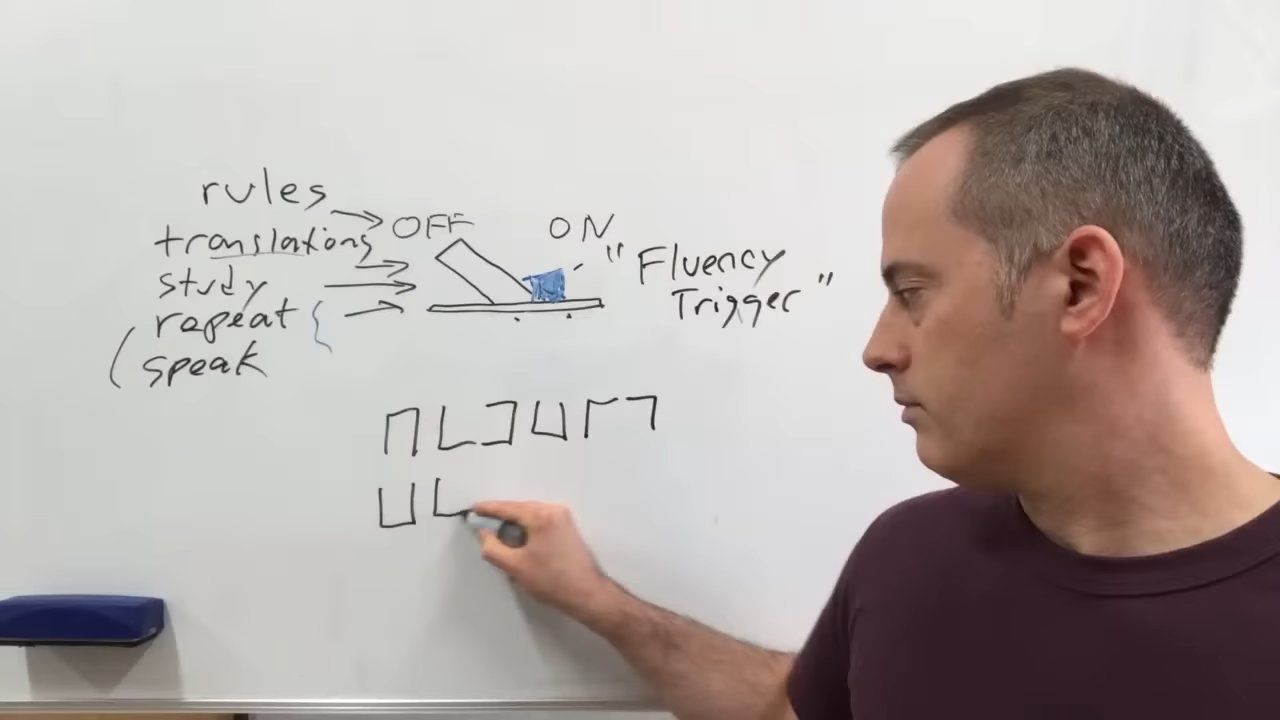 rules
translations
study
repeat
speak
OFF
ON
"Fluency
Trigger"